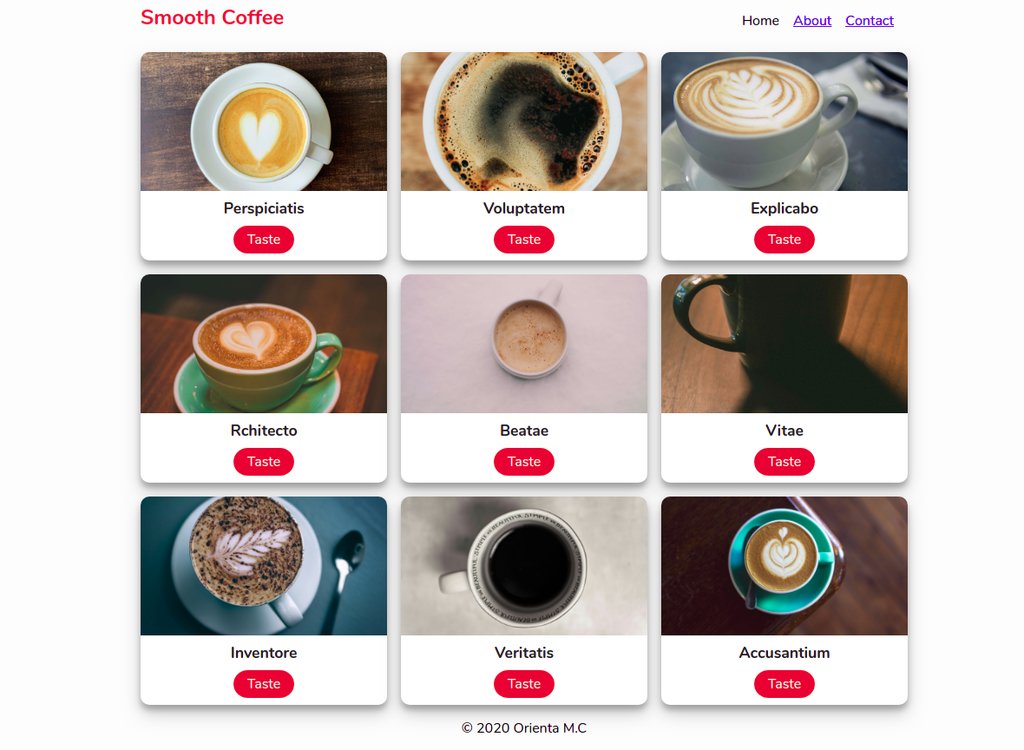 Smooth Coffee
Home About Contact
Perspiciatis Voluptatem Explicabo
Taste Taste Taste
Rchitecto Beatae Vitae
Taste Taste Taste
Inventore Veritatis Accusantium
Taste Taste Taste
© 2020 Orienta M.C